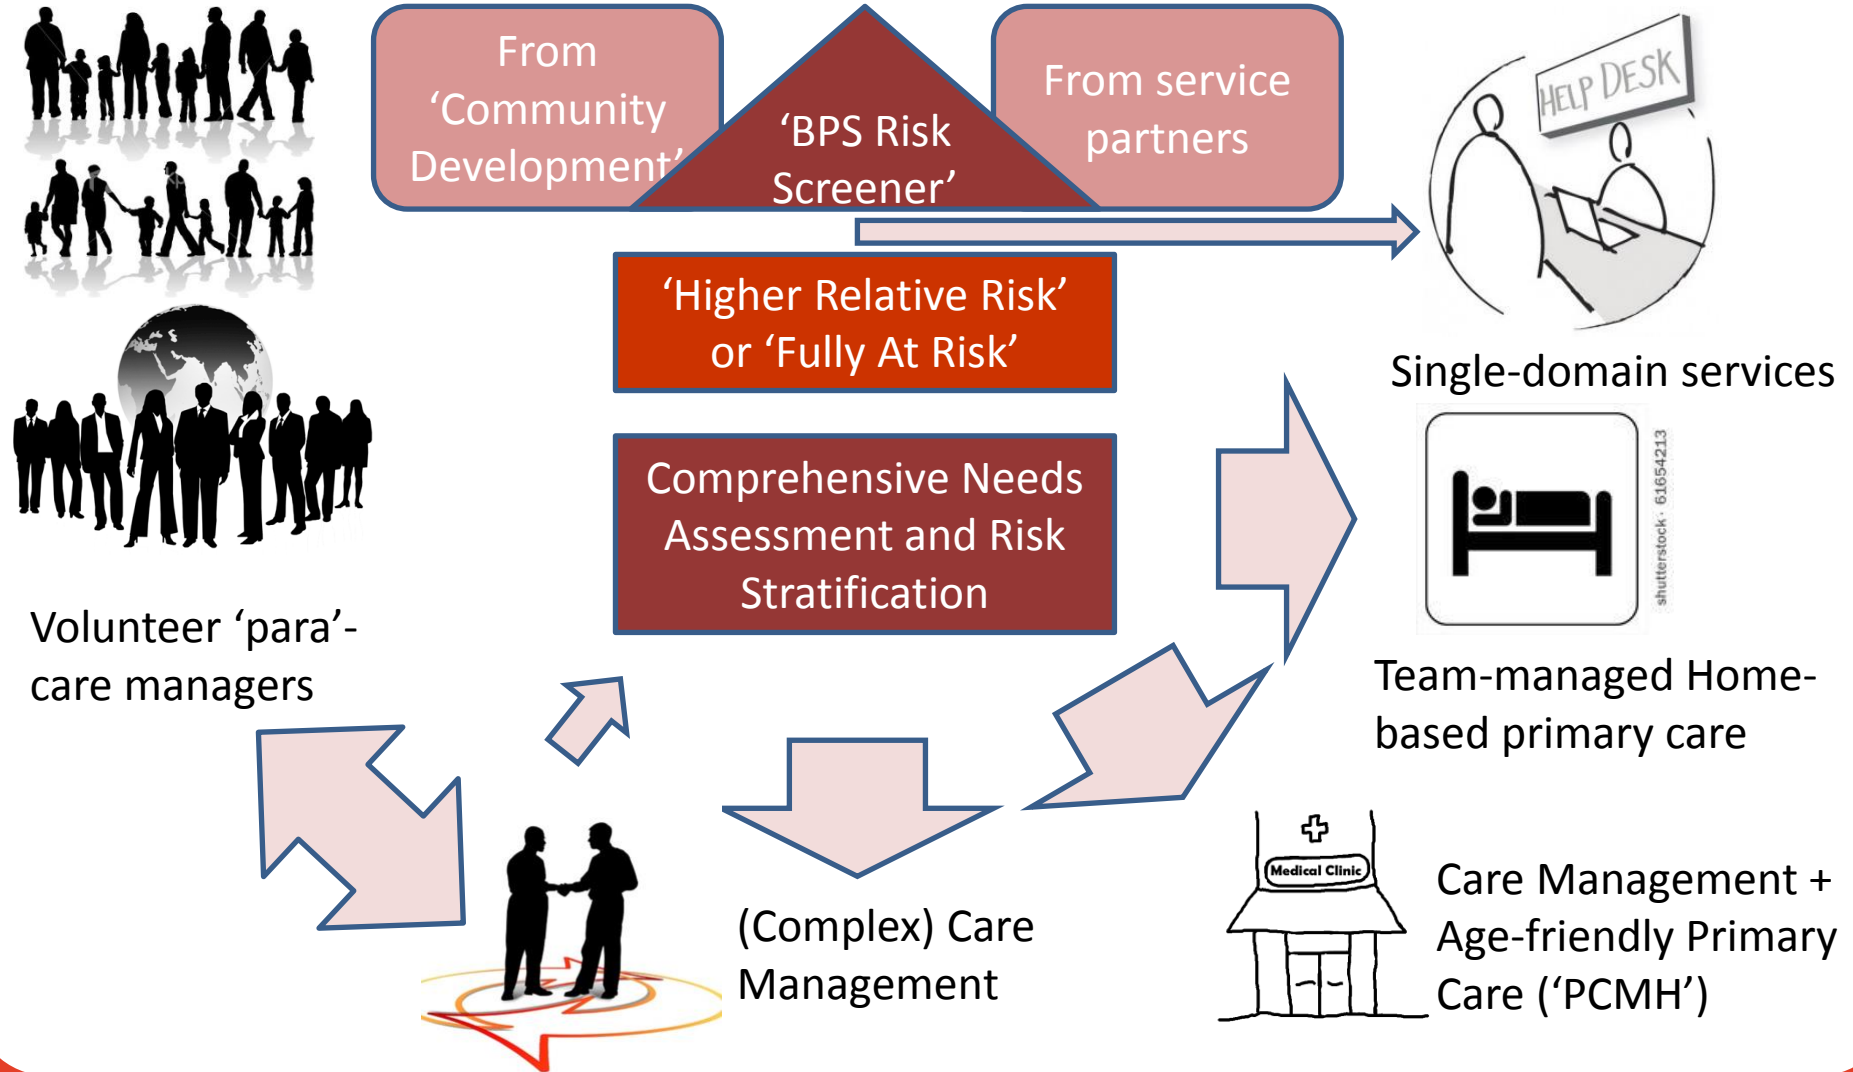 From
‘Community
Development’
‘BPS Risk
Screener’
From service
partners
HELP DESK
‘Higher Relative Risk’
or ‘Fully At Risk’
Single-domain services
Comprehensive Needs
Assessment and Risk
Stratification
shutterstock · 61654213
Volunteer ‘para’-
care managers
Team-managed Home-
based primary care
(Complex) Care
Management
Medical Clinic
Care Management +
Age-friendly Primary
Care (‘PCMH’)